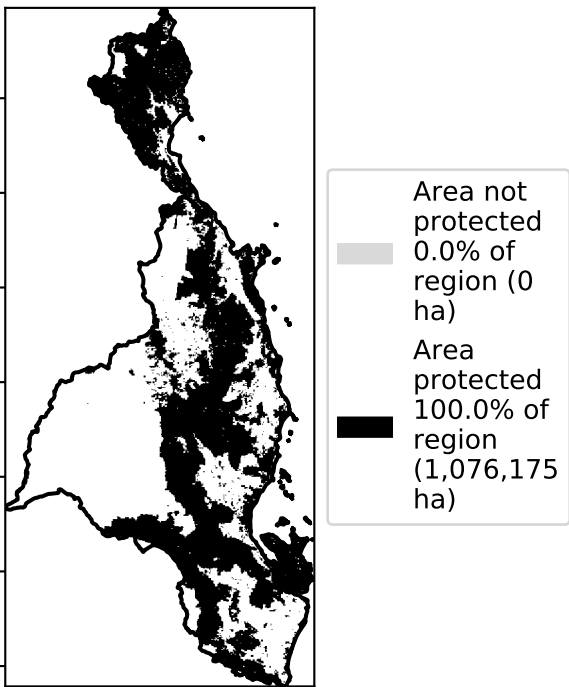 Area not
protected
0.0% of
region (0
ha)
Area
protected
100.0% of
region
(1,076,175
ha)